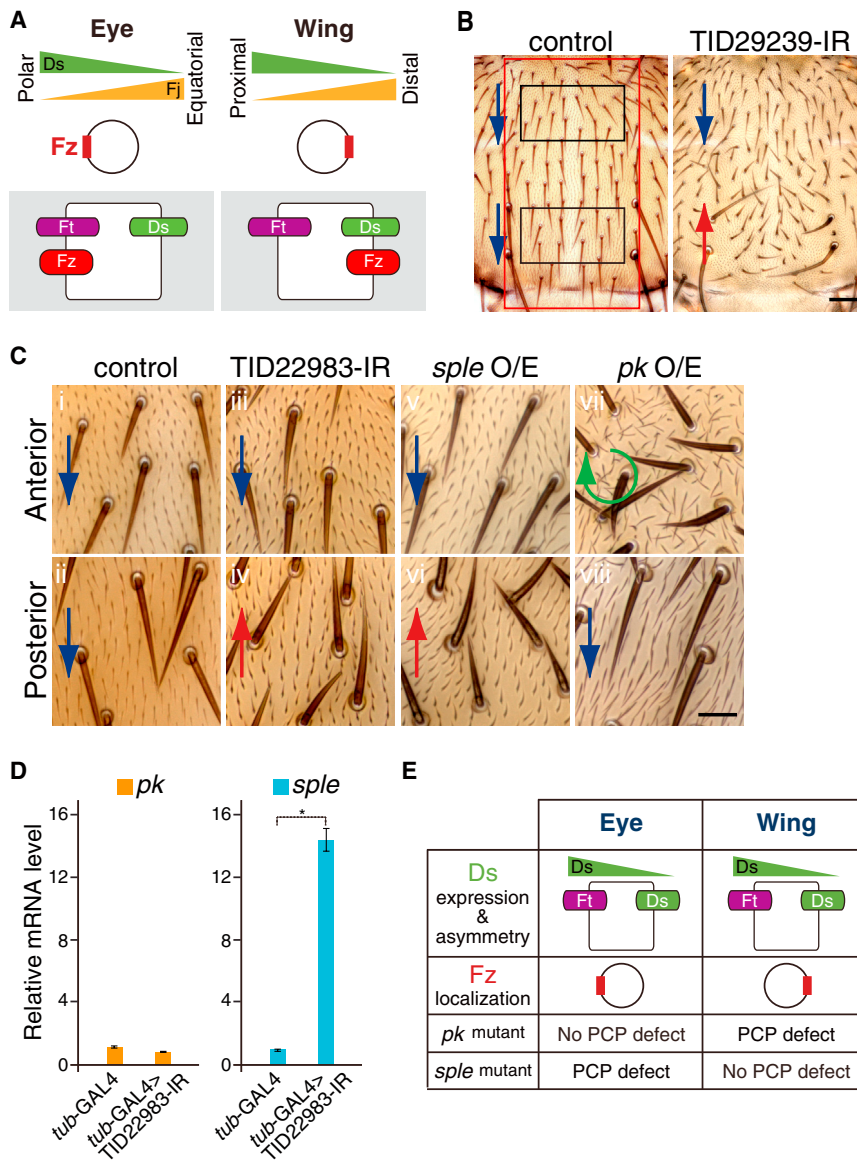 A
Eye
Wing
Polar
Ds
Fj
Equatorial
Proximal
Distal
Fz
Ft
Ds
Fz
Ft
Ds
Fz
B
control
TID29239-IR
C
control
TID22983-IR
sple O/E
pk O/E
Anterior
i
iii
v
vii
Posterior
ii
iv
vi
viii
D
pk
sple
Relative mRNA level
16
12
8
4
0
16
12
8
4
0
*
tub-GAL4
tub-GAL4>
TID22983-IR
tub-GAL4
tub-GAL4>
TID22983-IR
E
Eye
Wing
Ds
expression
&
asymmetry
Ds
Ft
Ds
Ds
Ft
Ds
Fz
localization
pk mutant
No PCP defect
PCP defect
sple mutant
PCP defect
No PCP defect